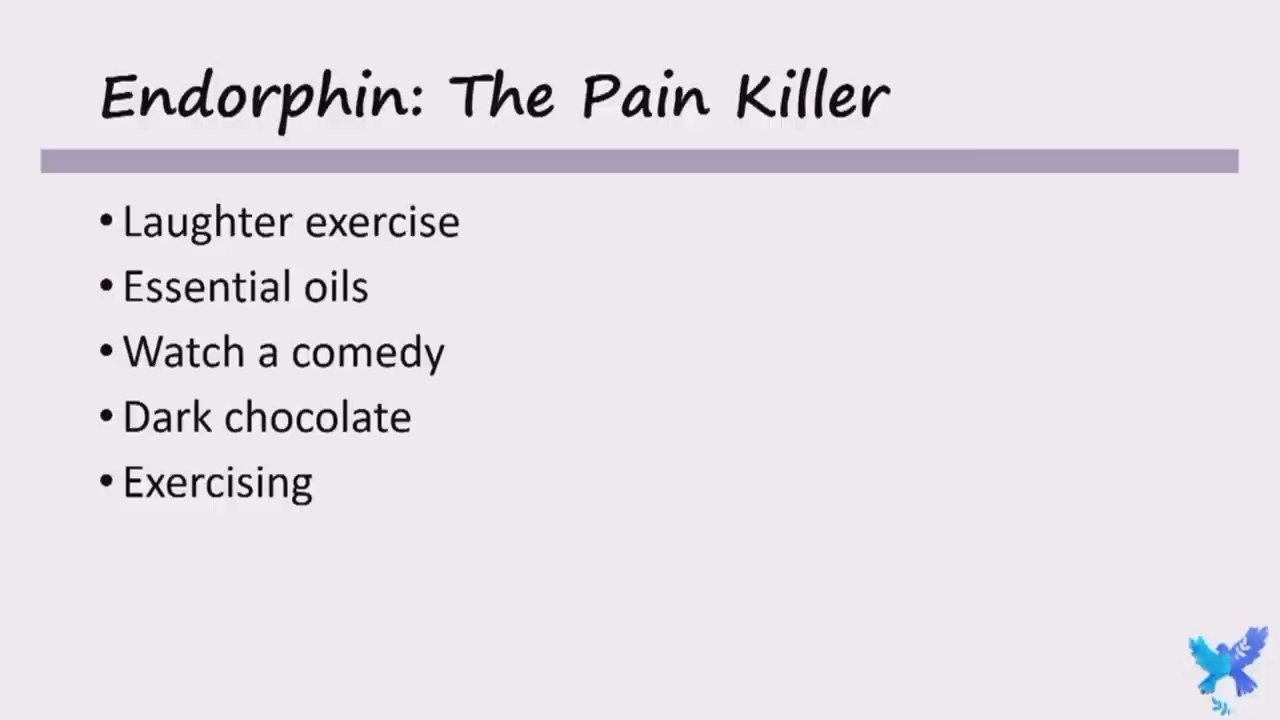 Endorphin: The Pain Killer
• Laughter exercise
• Essential oils
• Watch a comedy
• Dark chocolate
• Exercising